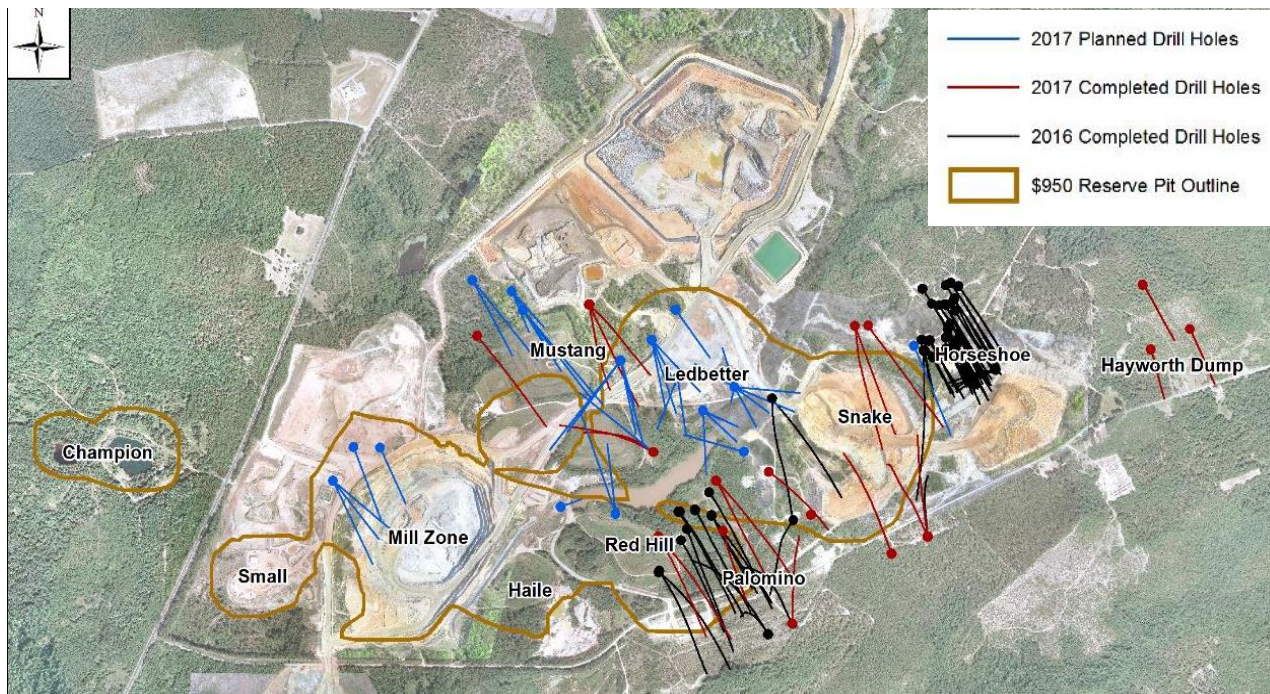 N
2017 Planned Drill Holes
2017 Completed Drill Holes
2016 Completed Drill Holes
$950 Reserve Pit Outline
Mustang
Horseshoe
Hayworth Dump
Ledbetter
Snake
Champion
Mill Zone
Red Hill
Small
Palomino
Haile